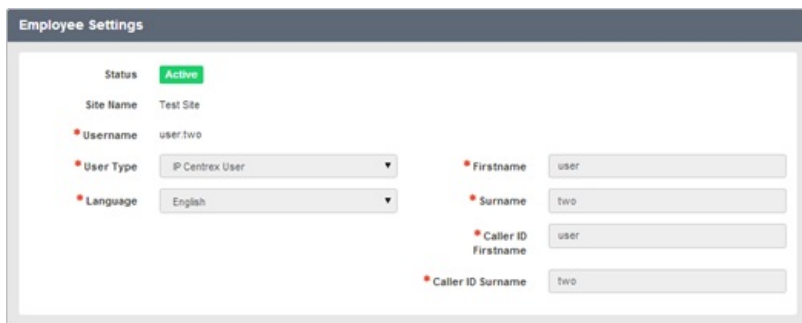 Employee Settings
Status Active
Site Name Test Site
* Username user.two
* User Type IP Centrex User * Firstname user
* Language English * Surname two
* Caller ID Firstname user
* Caller ID Surname two